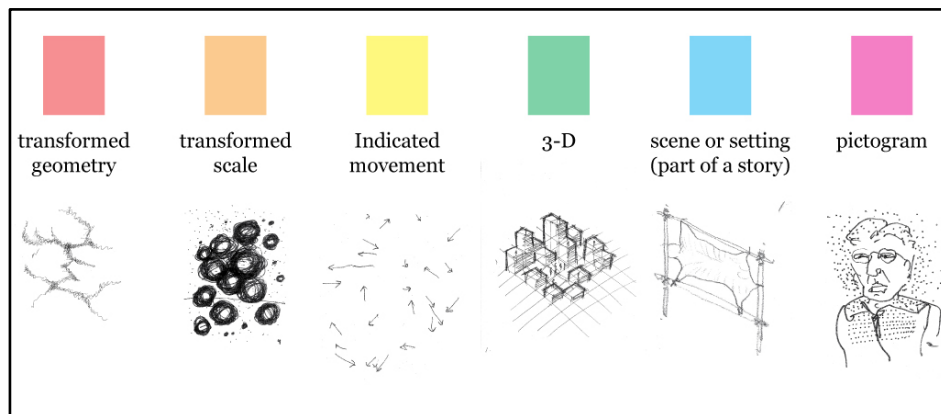 transformed
geometry
transformed
scale
Indicated
movement
3-D
scene or setting
(part of a story)
pictogram